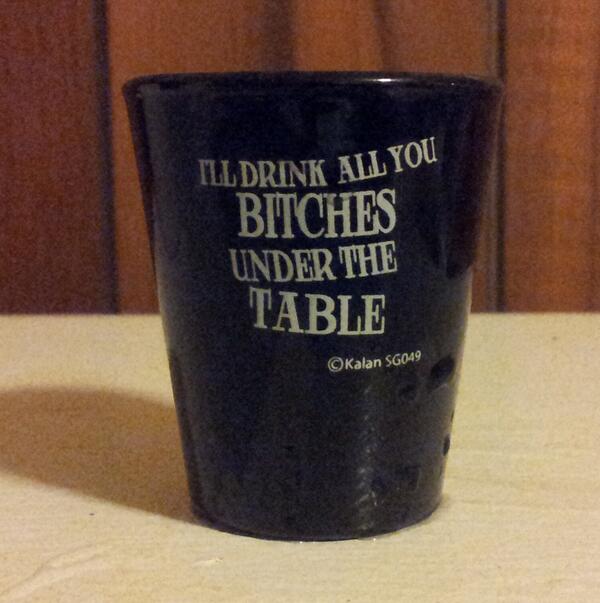 I'LL DRINK ALL YOU
BITCHES
UNDER THE
TABLE
©Kalan SG049